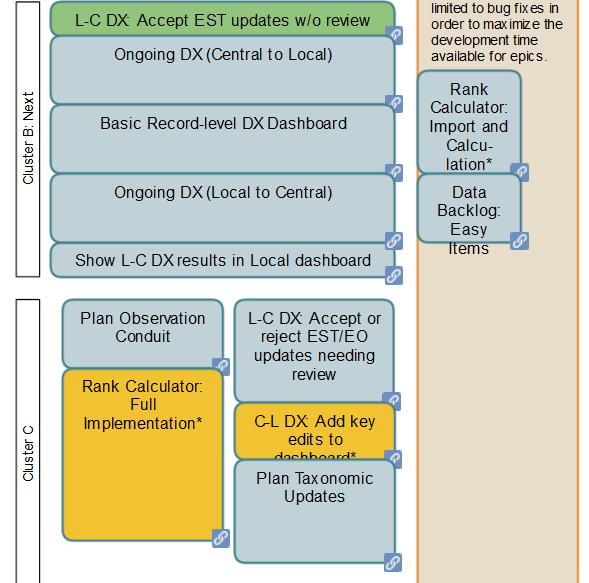 L-C DX: Accept EST updates w/o review
Ongoing DX (Central to Local)
Basic Record-level DX Dashboard
Ongoing DX (Local to Central)
Show L-C DX results in Local dashboard
Cluster B: Next
limited to bug fixes in
order to maximize the
development time
available for epics.
Rank
Calculator:
Import and
Calcu-
lation*
Data
Backlog:
Easy
Items
Cluster C
Plan Observation
Conduit
Rank Calculator:
Full
Implementation*
L-C DX: Accept or
reject EST/EO
updates needing
review
C-L DX: Add key
edits to
dashboard*
Plan Taxonomic
Updates